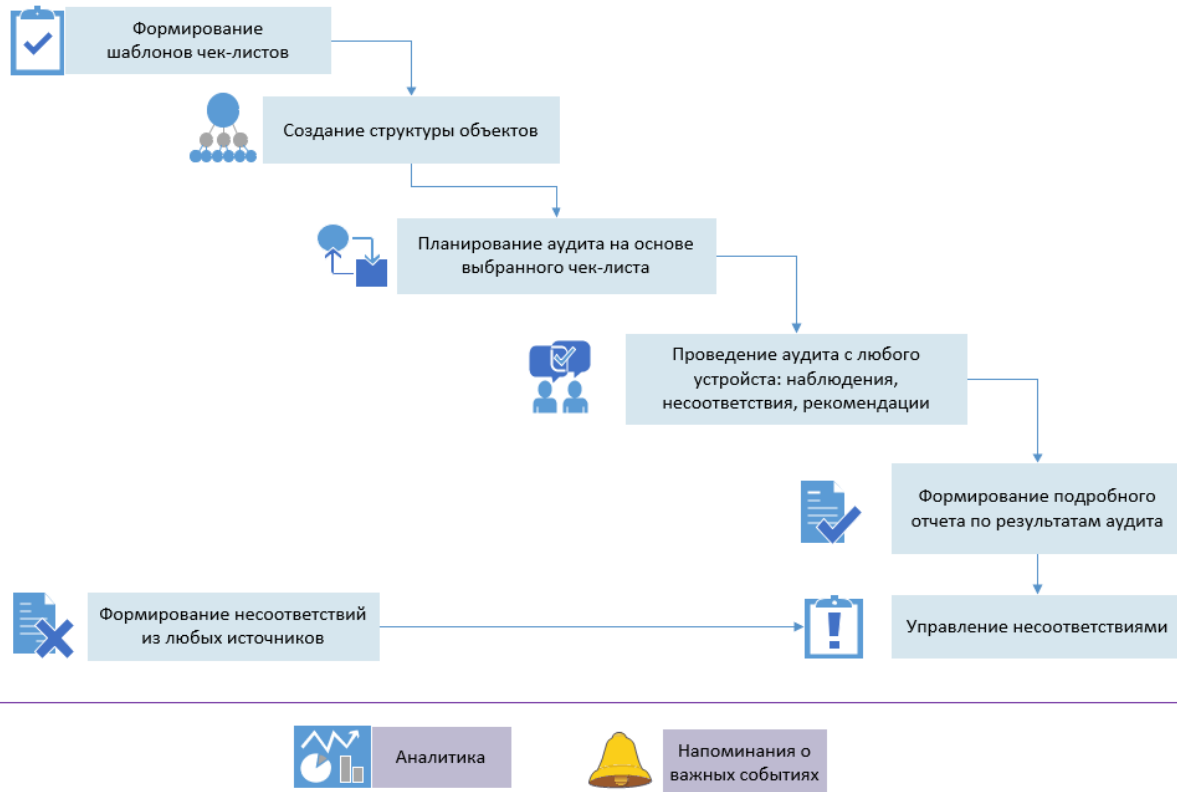 Формирование
шаблонов чек-листов
Создание структуры объектов
Планирование аудита на основе
выбранного чек-листа
Проведение аудита с любого
устройста: наблюдения,
несоответствия, рекомендации
Формирование подробного
отчета по результатам аудита
Формирование несоответствий
из любых источников
Управление несоответствиями
Аналитика
Напоминания о
важных событиях